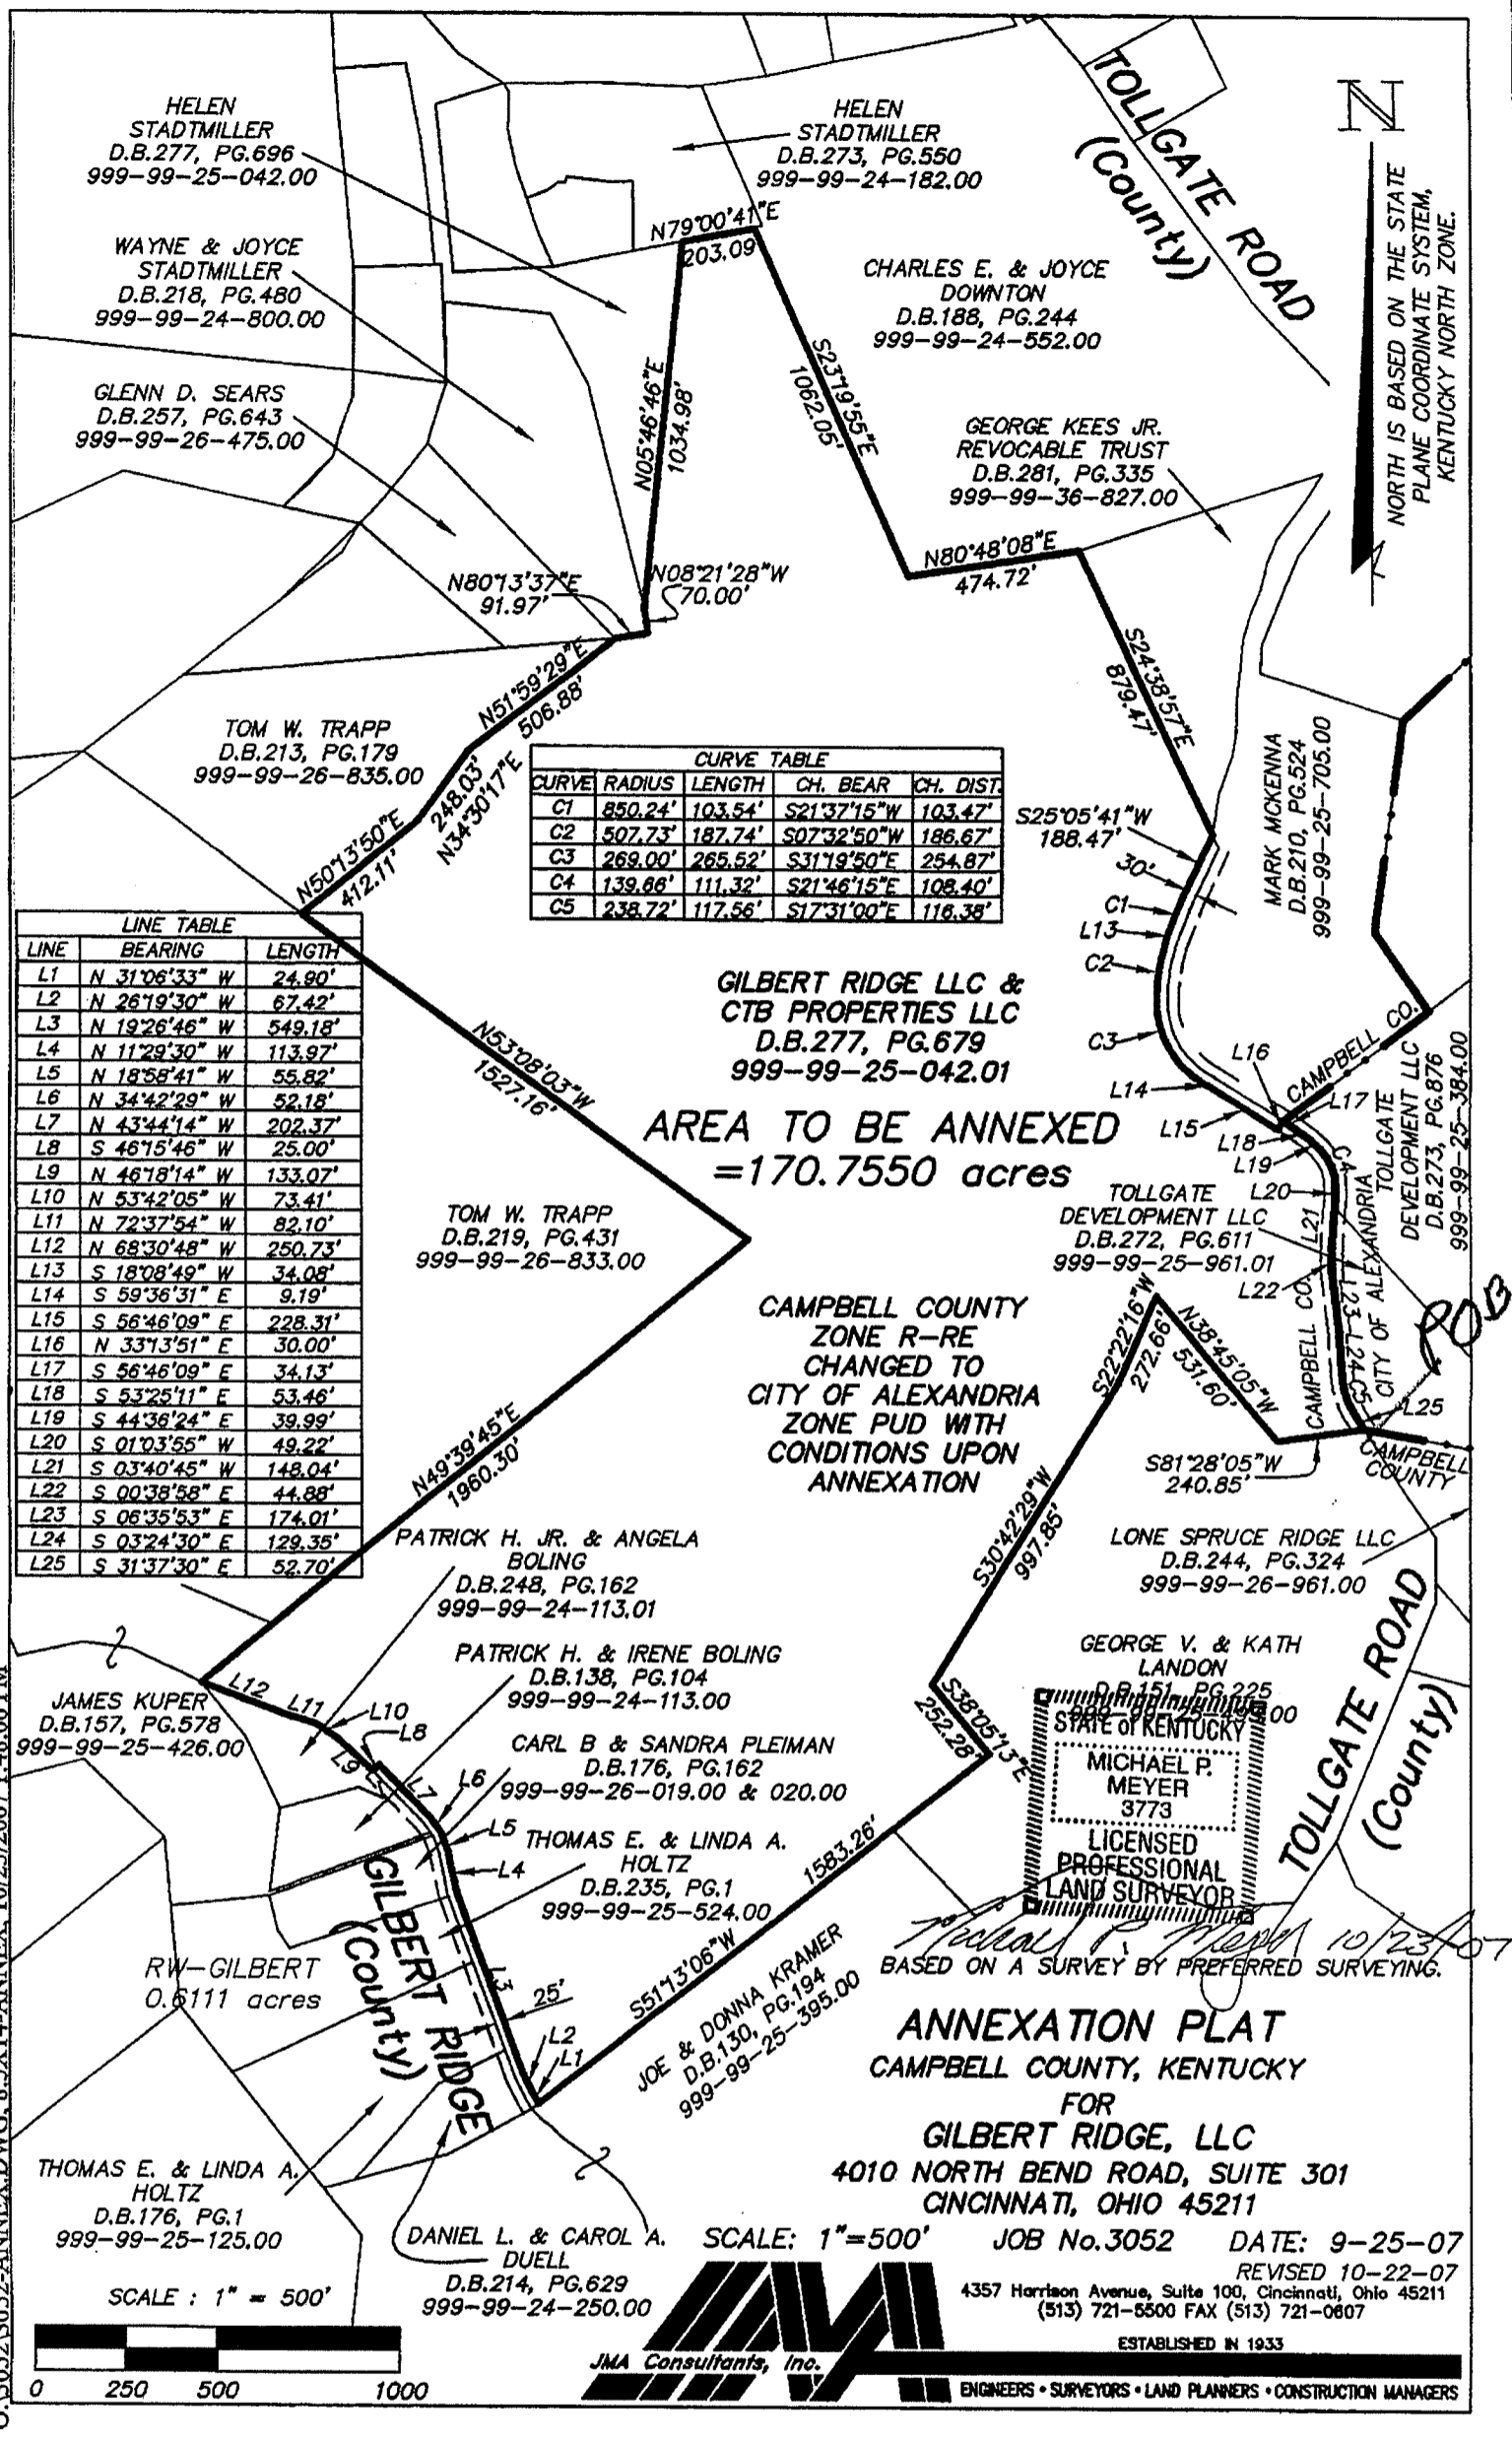 HELEN
STADTMILLER
D.B.277, PG.696
999-99-25-042.00
HELEN
STADTMILLER
D.B.273, PG.550
999-99-24-182.00
TOLLGATE ROAD
(County)
N
NORTH IS BASED ON THE STATE
PLANE COORDINATE SYSTEM,
KENTUCKY NORTH ZONE.
WAYNE & JOYCE
STADTMILLER
D.B.218, PG.480
999-99-24-800.00
N79°00'41"E
203.09'
CHARLES E. & JOYCE
DOWNTON
D.B.188, PG.244
999-99-24-552.00
GLENN D. SEARS
D.B.257, PG.643
999-99-26-475.00
N05°46'46"E
1034.98'
S23°19'55"E
1062.05'
GEORGE KEES JR.
REVOCABLE TRUST
D.B.281, PG.335
999-99-36-827.00
N80°13'37"E
91.97'
N08°21'28"W
70.00'
N80°48'08"E
474.72'
N51°59'29"E
506.88'
S24°38'57"E
879.47'
TOM W. TRAPP
D.B.213, PG.179
999-99-26-835.00
248.03'
N34°30'17"E
N50°13'50"E
412.11'
CURVE TABLE
CURVE RADIUS LENGTH CH. BEAR CH. DIST.
C1 850.24' 103.54' S21°37'15"W 103.47'
C2 507.73' 187.74' S07°32'50"W 186.67'
C3 269.00' 265.52' S31°19'50"E 254.87'
C4 139.66' 111.32' S21°46'15"E 108.40'
C5 238.72' 117.56' S17°31'00"E 116.38'
S25°05'41"W
188.47'
30'
C1
L13
C2
C3
L14
L15
L16
L17
L18
L19
L20
C4
MARK MCKENNA
D.B.210, PG.524
999-99-25-705.00
LINE TABLE
LINE BEARING LENGTH
L1 N 31°06'33" W 24.90'
L2 N 26°19'30" W 67.42'
L3 N 19°26'46" W 549.18'
L4 N 11°29'30" W 113.97'
L5 N 18°58'41" W 55.82'
L6 N 34°42'29" W 52.18'
L7 N 43°44'14" W 202.37'
L8 S 46°15'46" W 25.00'
L9 N 46°18'14" W 133.07'
L10 N 53°42'05" W 73.41'
L11 N 72°37'54" W 82.10'
L12 N 68°30'48" W 250.73'
L13 S 18°08'49" W 34.08'
L14 S 59°36'31" E 9.19'
L15 S 56°46'09" E 228.31'
L16 N 33°13'51" E 30.00'
L17 S 56°46'09" E 34.13'
L18 S 53°25'11" E 53.46'
L19 S 44°36'24" E 39.99'
L20 S 01°03'55" W 49.22'
L21 S 03°40'45" W 148.04'
L22 S 00°38'58" E 44.88'
L23 S 06°35'53" E 174.01'
L24 S 03°24'30" E 129.35'
L25 S 31°37'30" E 52.70'
N53°08'03"W
1527.16'
GILBERT RIDGE LLC &
CTB PROPERTIES LLC
D.B.277, PG.679
999-99-25-042.01
AREA TO BE ANNEXED
=170.7550 acres
CAMPBELL CO.
TOLLGATE
DEVELOPMENT LLC
D.B.273, PG.876
999-99-25-384.00
TOLLGATE
DEVELOPMENT LLC
D.B.272, PG.611
999-99-25-961.01
L21
L22
L23
L24
C5
L25
CAMPBELL CO.
CITY OF ALEXANDRIA
POB
TOM W. TRAPP
D.B.219, PG.431
999-99-26-833.00
CAMPBELL COUNTY
ZONE R-RE
CHANGED TO
CITY OF ALEXANDRIA
ZONE PUD WITH
CONDITIONS UPON
ANNEXATION
S22°22'16"W
272.66'
N38°45'05"W
531.60'
S81°28'05"W
240.85'
CAMPBELL
COUNTY
N49°39'45"E
1960.30'
S30°42'29"W
997.85'
LONE SPRUCE RIDGE LLC
D.B.244, PG.324
999-99-26-961.00
PATRICK H. JR. & ANGELA
BOLING
D.B.248, PG.162
999-99-24-113.01
PATRICK H. & IRENE BOLING
D.B.138, PG.104
999-99-24-113.00
GEORGE V. & KATH
LANDON
D.B.151, PG.225
TOLLGATE ROAD
(County)
JAMES KUPER
D.B.157, PG.578
999-99-25-426.00
L12
L11
L10
L8
L9
L7
L6
L5
L4
L3
L2
L1
25'
CARL B & SANDRA PLEIMAN
D.B.176, PG.162
999-99-26-019.00 & 020.00
S38°05'13"E
252.28'
STATE of KENTUCKY
MICHAEL P.
MEYER
3773
LICENSED
PROFESSIONAL
LAND SURVEYOR
THOMAS E. & LINDA A.
HOLTZ
D.B.235, PG.1
999-99-25-524.00
1583.26'
S51°13'06"W
GILBERT RIDGE
(County)
RW-GILBERT
0.6111 acres
JOE & DONNA KRAMER
D.B.130, PG.194
999-99-25-395.00
Michael P. Meyer 10/23/07
BASED ON A SURVEY BY PREFERRED SURVEYING.
ANNEXATION PLAT
CAMPBELL COUNTY, KENTUCKY
FOR
GILBERT RIDGE, LLC
4010 NORTH BEND ROAD, SUITE 301
CINCINNATI, OHIO 45211
THOMAS E. & LINDA A.
HOLTZ
D.B.176, PG.1
999-99-25-125.00
DANIEL L. & CAROL A.
DUELL
D.B.214, PG.629
999-99-24-250.00
SCALE: 1"=500' JOB No.3052 DATE: 9-25-07
REVISED 10-22-07
4357 Harrison Avenue, Suite 100, Cincinnati, Ohio 45211
(513) 721-5500 FAX (513) 721-0607
ESTABLISHED IN 1933
SCALE : 1" = 500'
0 250 500 1000
JMA Consultants, Inc.
ENGINEERS • SURVEYORS • LAND PLANNERS • CONSTRUCTION MANAGERS